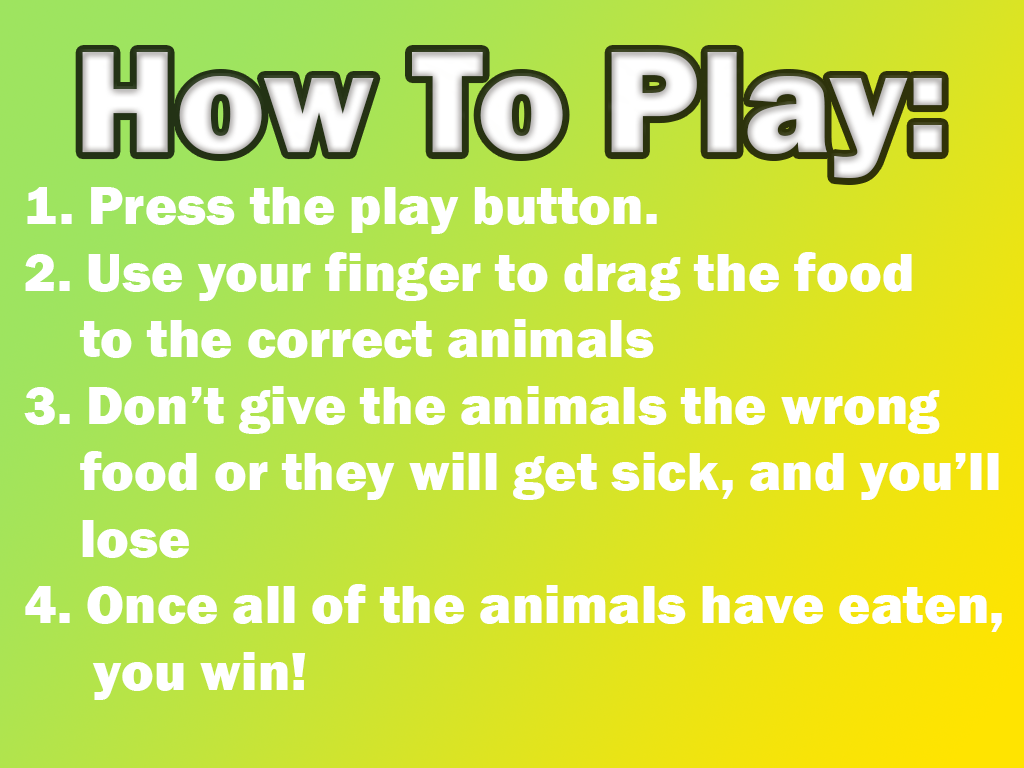 How To Play:
1. Press the play button.
2. Use your finger to drag the food
to the correct animals
3. Don’t give the animals the wrong
food or they will get sick, and you’ll
lose
4. Once all of the animals have eaten,
you win!